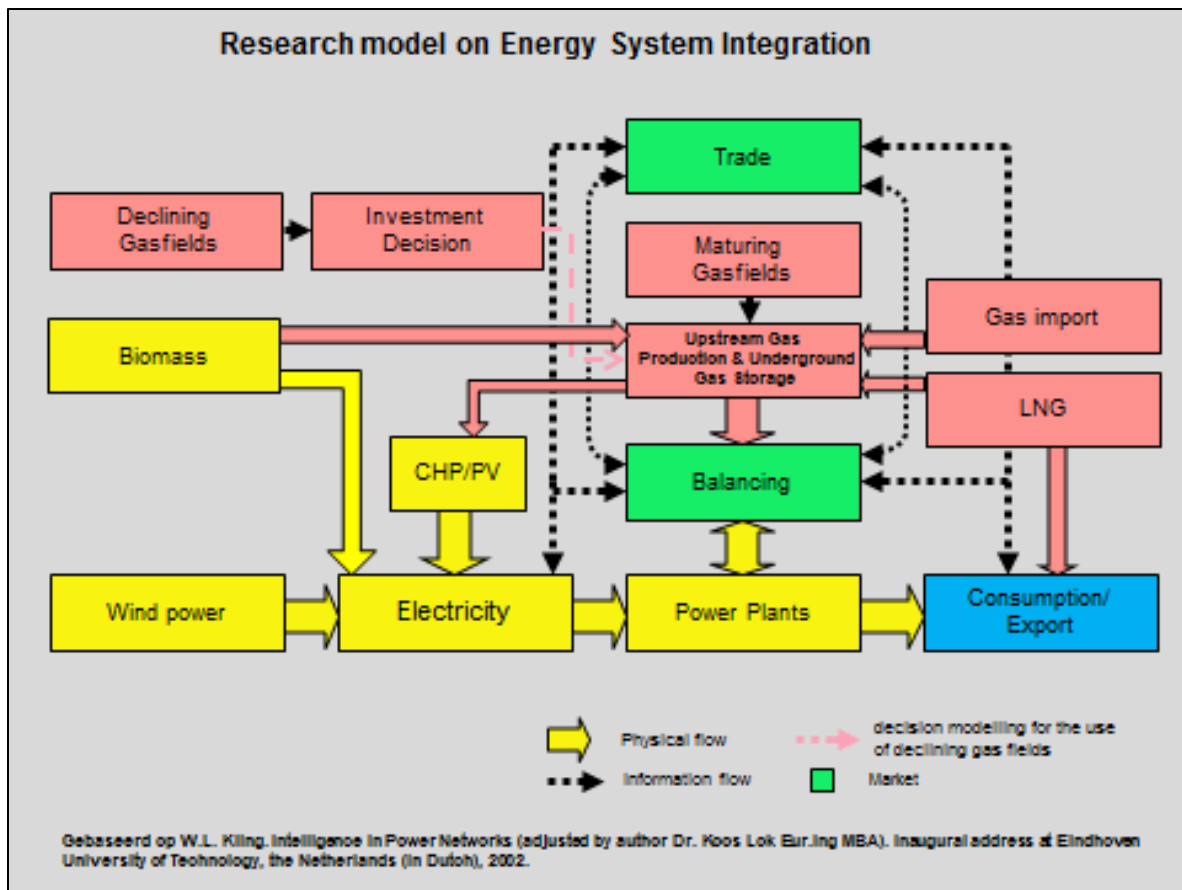 Research model on Energy System Integration
Trade
Declining
Gasfields
Investment
Decision
Maturing
Gasfields
Gas import
Biomass
Upstream Gas
Production & Underground
Gas Storage
LNG
CHP/PV
Balancing
Wind power
Electricity
Power Plants
Consumption/
Export
Physical flow
decision modelling for the use
of declining gas fields
Information flow
Market
Gebaseerd op W.L. Kling. Intelligence in Power Networks (adjusted by author Dr. Koos Lok Eur.Ing MBA). Inaugural address at Eindhoven
University of Technology, the Netherlands (in Dutch), 2002.